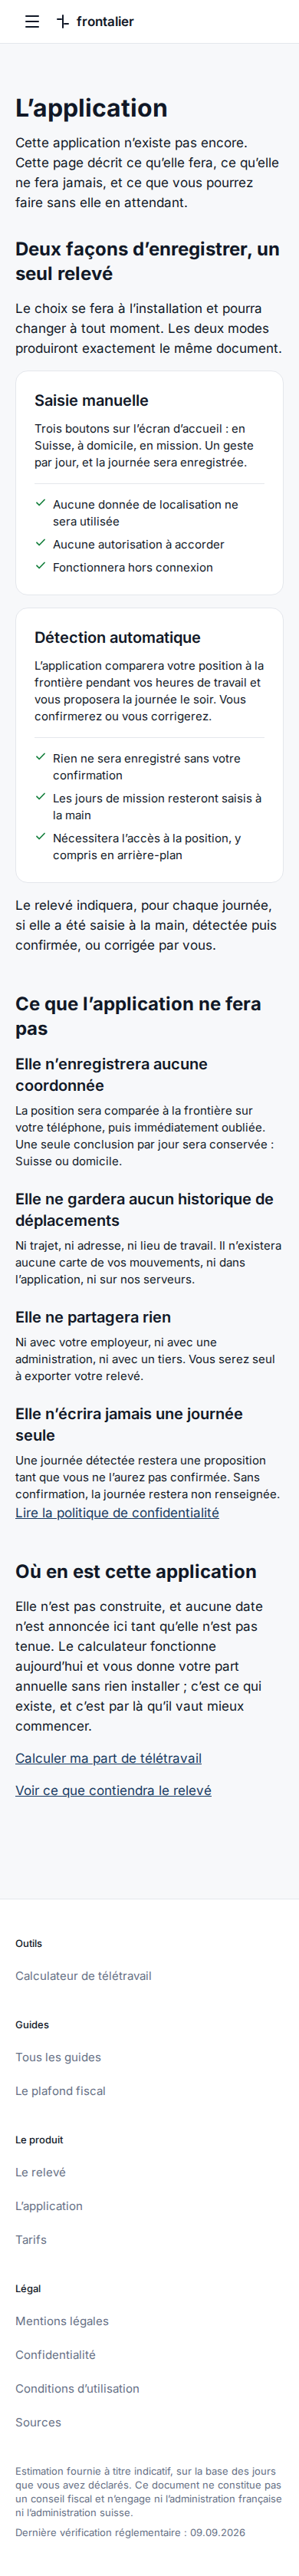 frontalier
L’application
Cette application n’existe pas encore.
Cette page décrit ce qu’elle fera, ce qu’elle
ne fera jamais, et ce que vous pourrez
faire sans elle en attendant.
Deux façons d’enregistrer, un
seul relevé
Le choix se fera à l’installation et pourra
changer à tout moment. Les deux modes
produiront exactement le même document.
Saisie manuelle
Trois boutons sur l’écran d’accueil : en
Suisse, à domicile, en mission. Un geste
par jour, et la journée sera enregistrée.
Aucune donnée de localisation ne
sera utilisée
Aucune autorisation à accorder
Fonctionnera hors connexion
Détection automatique
L’application comparera votre position à la
frontière pendant vos heures de travail et
vous proposera la journée le soir. Vous
confirmerez ou vous corrigerez.
Rien ne sera enregistré sans votre
confirmation
Les jours de mission resteront saisis à
la main
Nécessitera l’accès à la position, y
compris en arrière-plan
Le relevé indiquera, pour chaque journée,
si elle a été saisie à la main, détectée puis
confirmée, ou corrigée par vous.
Ce que l’application ne fera
pas
Elle n’enregistrera aucune
coordonnée
La position sera comparée à la frontière sur
votre téléphone, puis immédiatement oubliée.
Une seule conclusion par jour sera conservée :
Suisse ou domicile.
Elle ne gardera aucun historique de
déplacements
Ni trajet, ni adresse, ni lieu de travail. Il n’existera
aucune carte de vos mouvements, ni dans
l’application, ni sur nos serveurs.
Elle ne partagera rien
Ni avec votre employeur, ni avec une
administration, ni avec un tiers. Vous serez seul
à exporter votre relevé.
Elle n’écrira jamais une journée
seule
Une journée détectée restera une proposition
tant que vous ne l’aurez pas confirmée. Sans
confirmation, la journée restera non renseignée.
Lire la politique de confidentialité
Où en est cette application
Elle n’est pas construite, et aucune date
n’est annoncée ici tant qu’elle n’est pas
tenue. Le calculateur fonctionne
aujourd’hui et vous donne votre part
annuelle sans rien installer ; c’est ce qui
existe, et c’est par là qu’il vaut mieux
commencer.
Calculer ma part de télétravail
Voir ce que contiendra le relevé
Outils
Calculateur de télétravail
Guides
Tous les guides
Le plafond fiscal
Le produit
Le relevé
L’application
Tarifs
Légal
Mentions légales
Confidentialité
Conditions d’utilisation
Sources
Estimation fournie à titre indicatif, sur la base des jours
que vous avez déclarés. Ce document ne constitue pas
un conseil fiscal et n’engage ni l’administration française
ni l’administration suisse.
Dernière vérification réglementaire : 09.09.2026